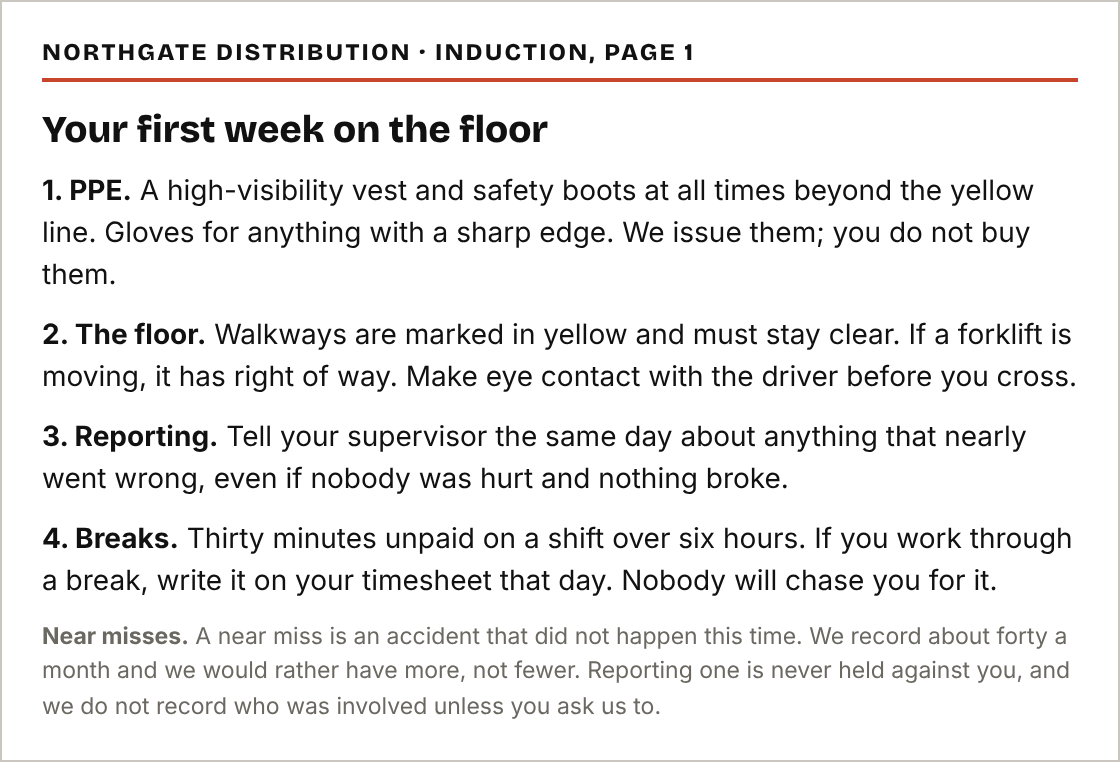 NORTHGATE DISTRIBUTION · INDUCTION, PAGE 1
Your first week on the floor
1. PPE. A high-visibility vest and safety boots at all times beyond the yellow
line. Gloves for anything with a sharp edge. We issue them; you do not buy
them.
2. The floor. Walkways are marked in yellow and must stay clear. If a forklift is
moving, it has right of way. Make eye contact with the driver before you cross.
3. Reporting. Tell your supervisor the same day about anything that nearly
went wrong, even if nobody was hurt and nothing broke.
4. Breaks. Thirty minutes unpaid on a shift over six hours. If you work through
a break, write it on your timesheet that day. Nobody will chase you for it.
Near misses. A near miss is an accident that did not happen this time. We record about forty a
month and we would rather have more, not fewer. Reporting one is never held against you, and
we do not record who was involved unless you ask us to.